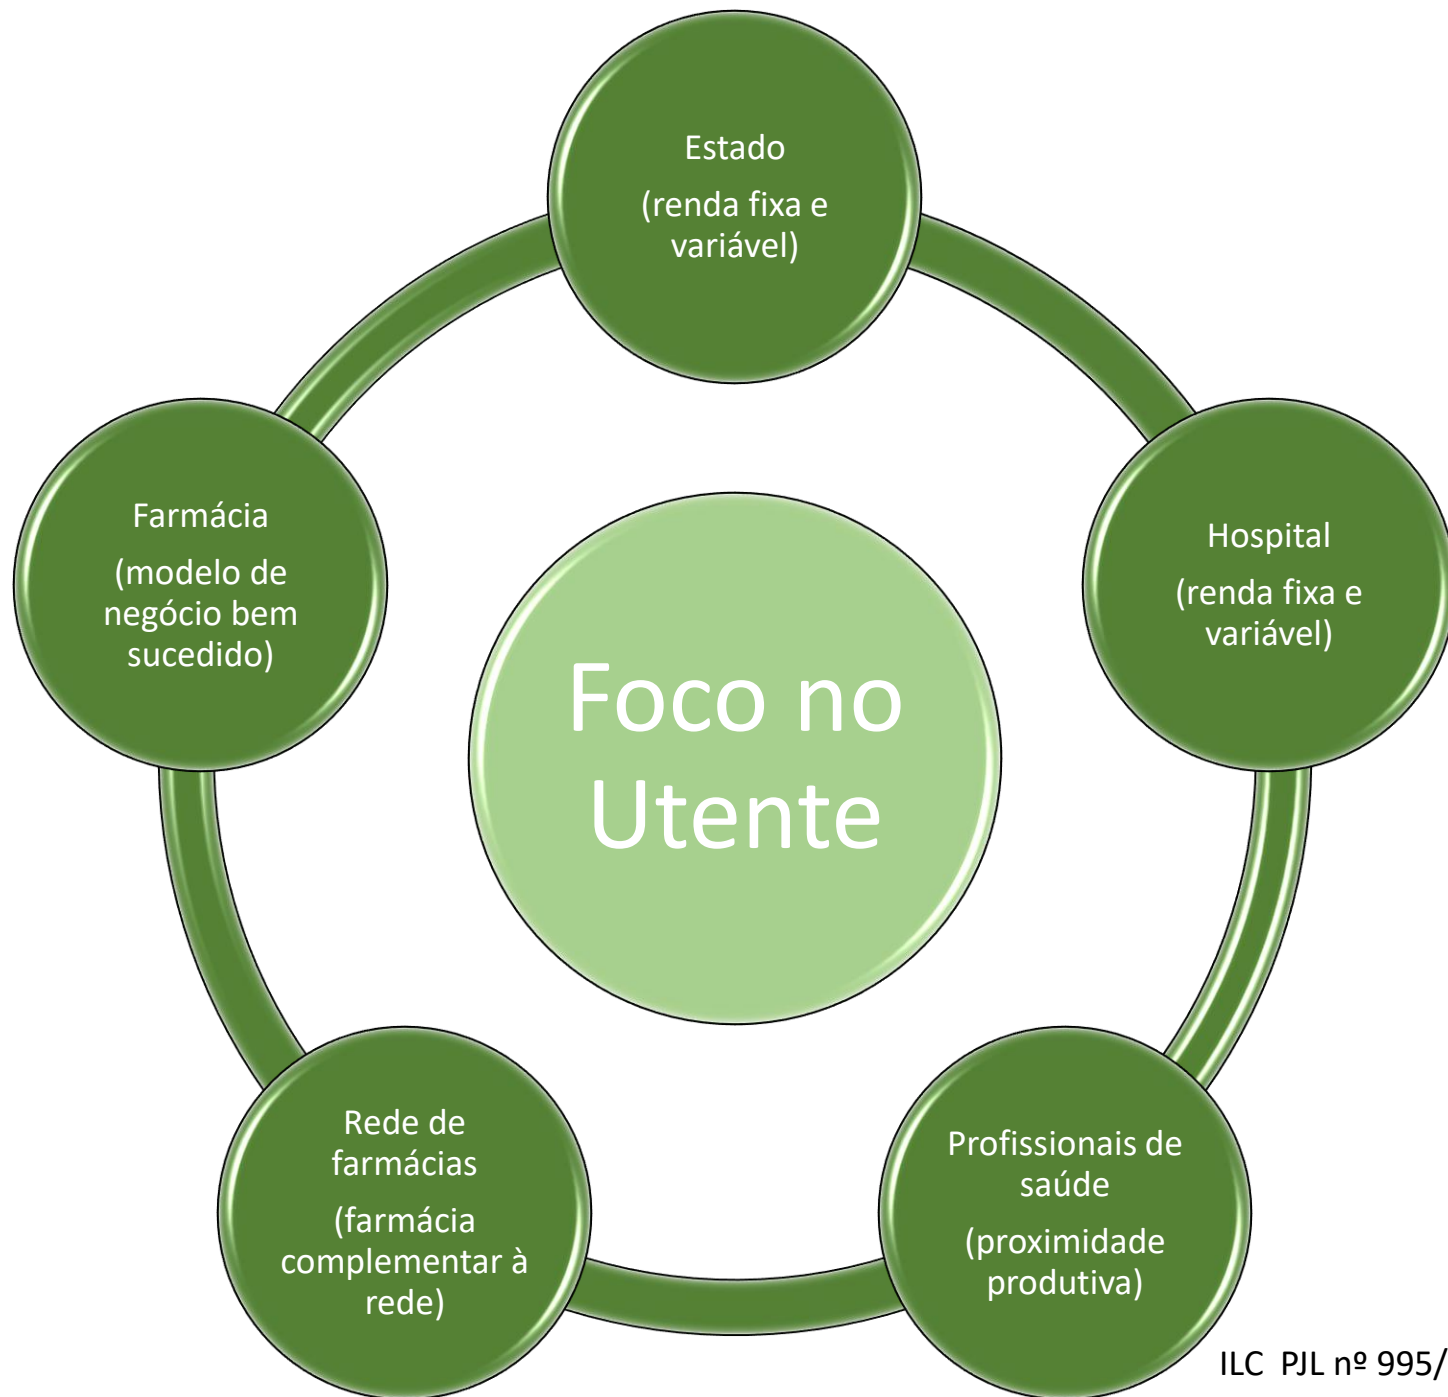 Estado
(renda fixa e
variável)
Hospital
(renda fixa e
variável)
Profissionais de
saúde
(proximidade
produtiva)
Rede de
farmácias
(farmácia
complementar à
rede)
Farmácia
(modelo de
negócio bem
sucedido)
Foco no
Utente
ILC PJL nº 995/